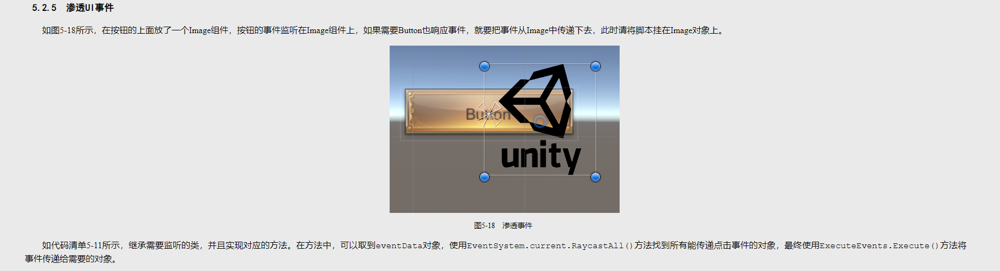 5.2.5 渗透UI事件
如图5-18所示，在按钮的上面放了一个Image组件，按钮的事件监听在Image组件上，如果需要Button也响应事件，就要把事件从Image中传递下去，此时请将脚本挂在Image对象上。
Button
unity
图5-18 渗透事件
如代码清单5-11所示，继承需要监听的类，并且实现对应的方法。在方法中，可以取到eventData对象，使用EventSystem.current.RaycastAll()方法找到所有能传递点击事件的对象，最终使用ExecuteEvents.Execute()方法将
事件传递给需要的对象。